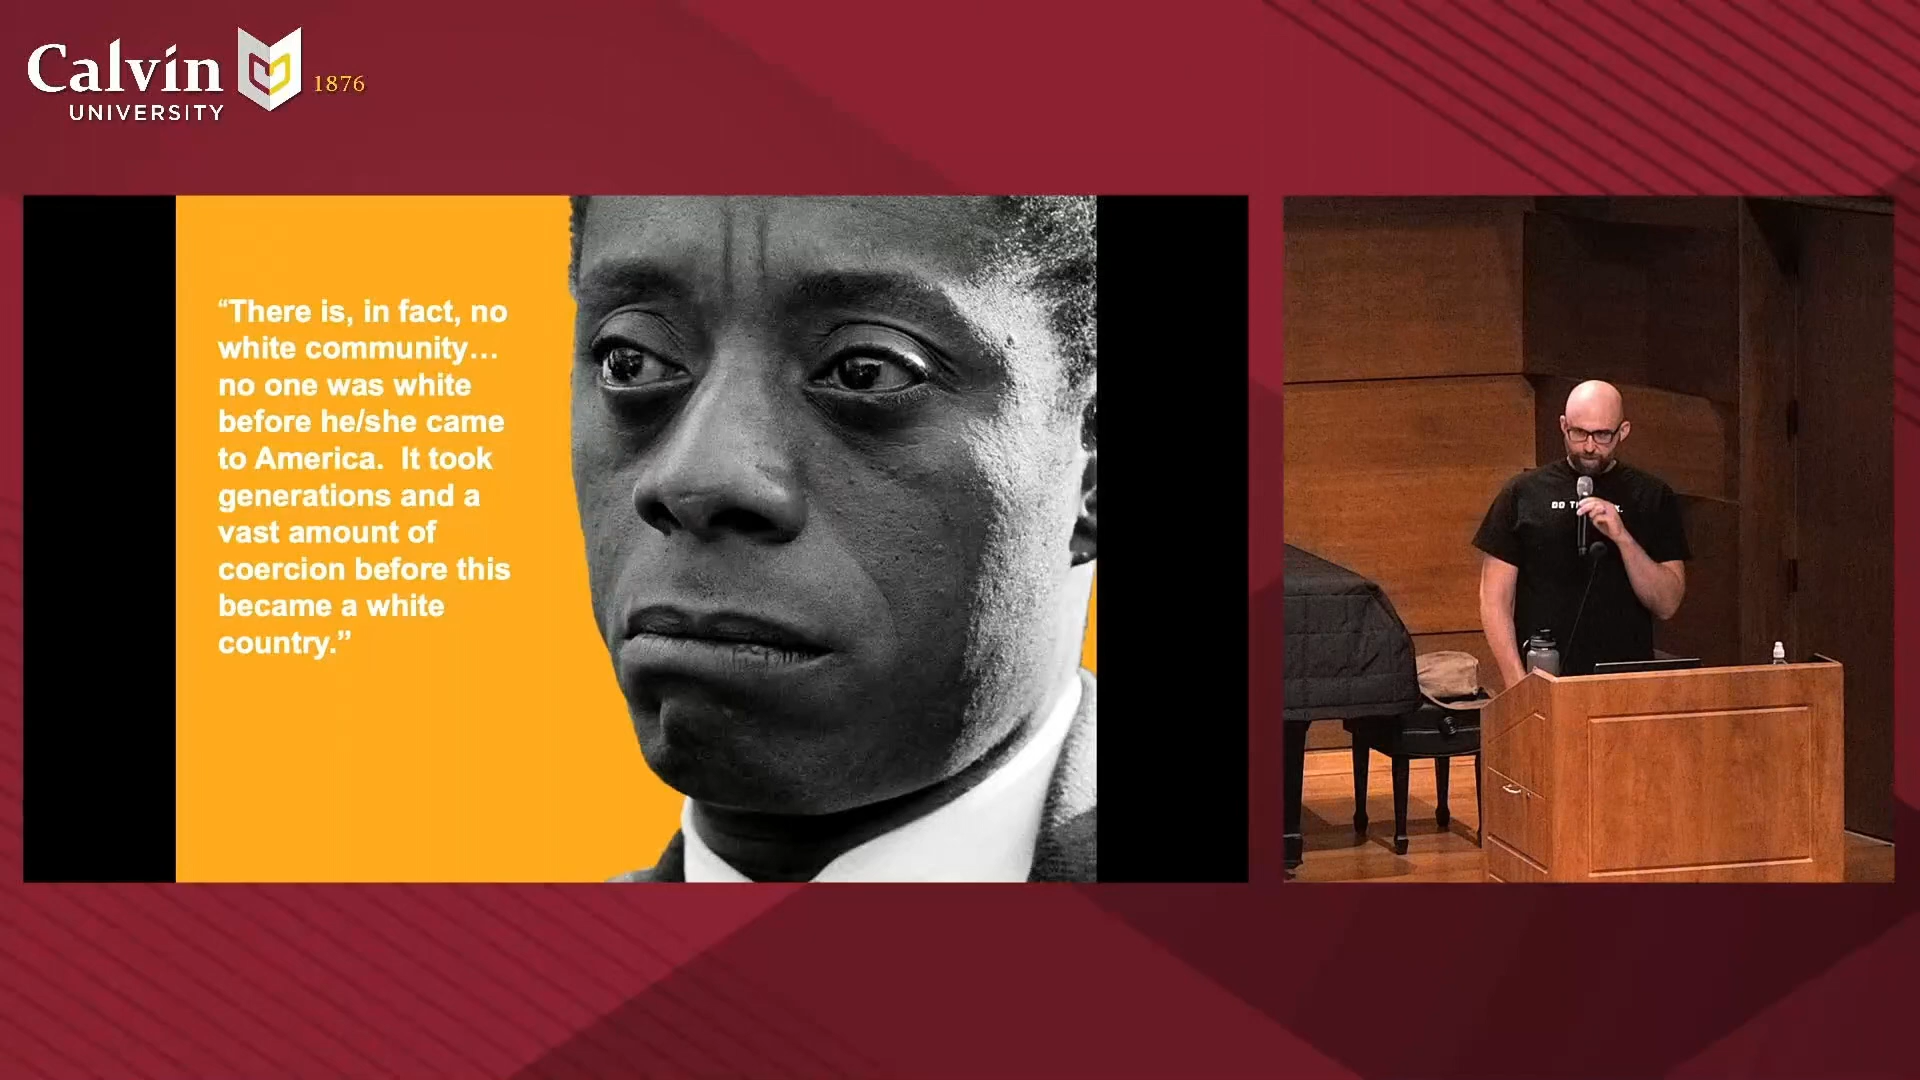 Calvin
UNIVERSITY
1876
“There is, in fact, no
white community…
no one was white
before he/she came
to America.  It took
generations and a
vast amount of
coercion before this
became a white
country.”
DO